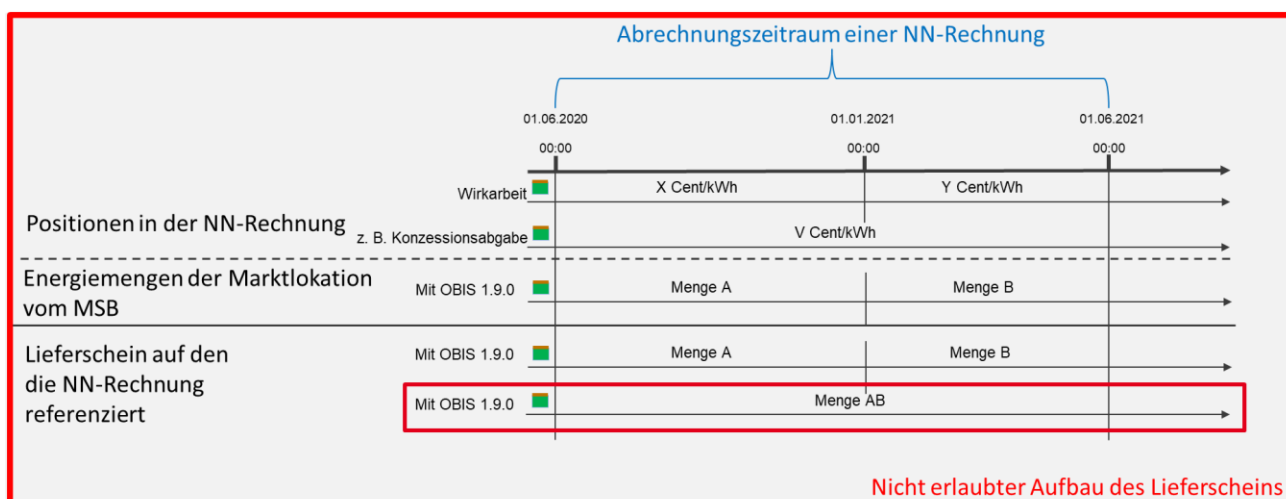 Abrechnungszeitraum einer NN-Rechnung
01.06.2020 01.01.2021 01.06.2021
00:00 00:00 00:00
Wirkarbeit X Cent/kWh Y Cent/kWh
Positionen in der NN-Rechnung
z. B. Konzessionsabgabe V Cent/kWh
Energiemengen der Marktlokation
vom MSB
Mit OBIS 1.9.0 Menge A Menge B
Lieferschein auf den
die NN-Rechnung
referenziert
Mit OBIS 1.9.0 Menge A Menge B
Mit OBIS 1.9.0 Menge AB
Nicht erlaubter Aufbau des Lieferscheins